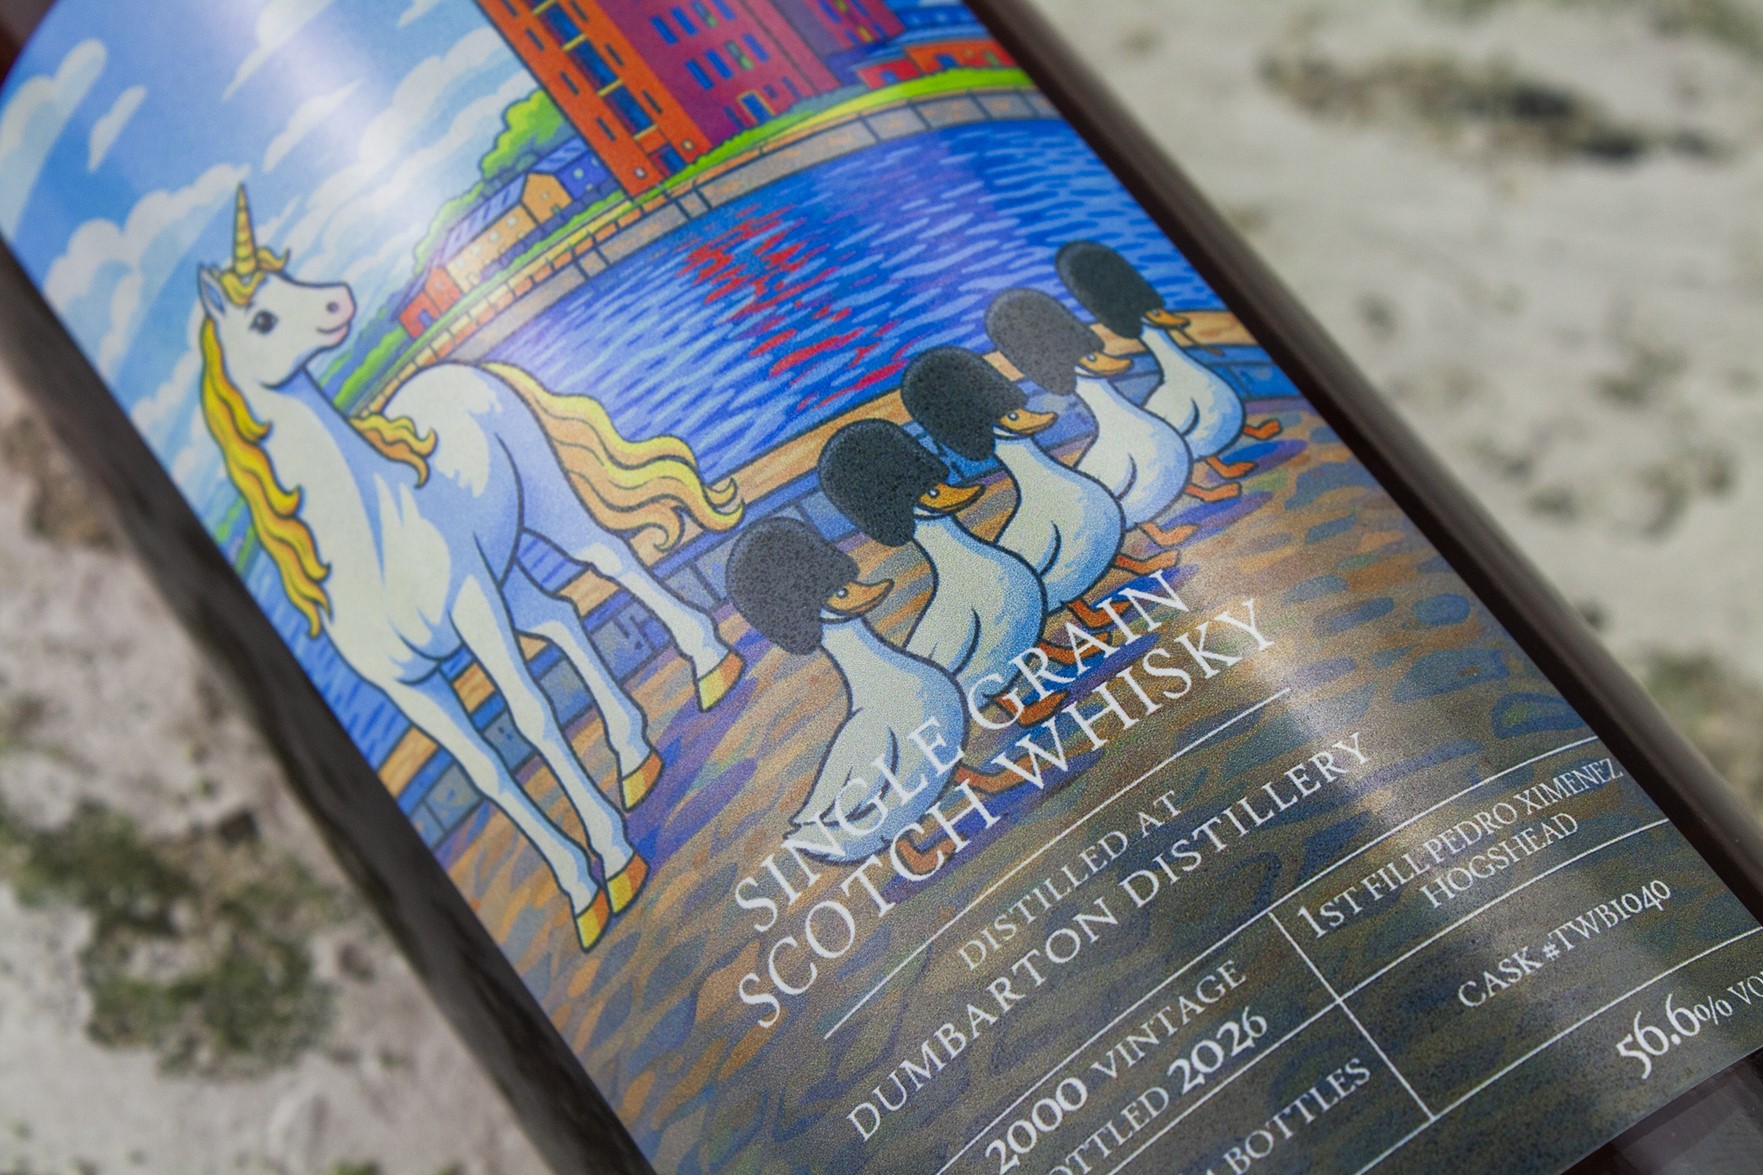 SINGLE GRAIN
SCOTCH WHISKY
DISTILLED AT
DUMBARTON DISTILLERY
2000 VINTAGE
1ST FILL PEDRO XIMENEZ
HOGSHEAD
BOTTLED 2026
CASK #TWB1040
BOTTLES
56.6%